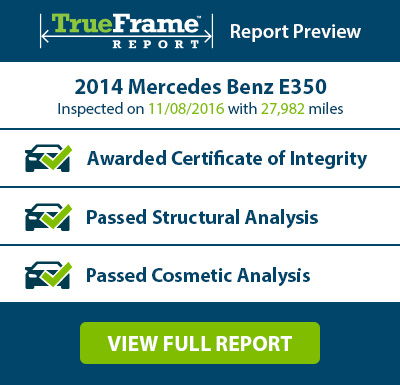 TrueFrame™
REPORT
Report Preview
2014 Mercedes Benz E350
Inspected on 11/08/2016 with 27,982 miles
Awarded Certificate of Integrity
Passed Structural Analysis
Passed Cosmetic Analysis
VIEW FULL REPORT